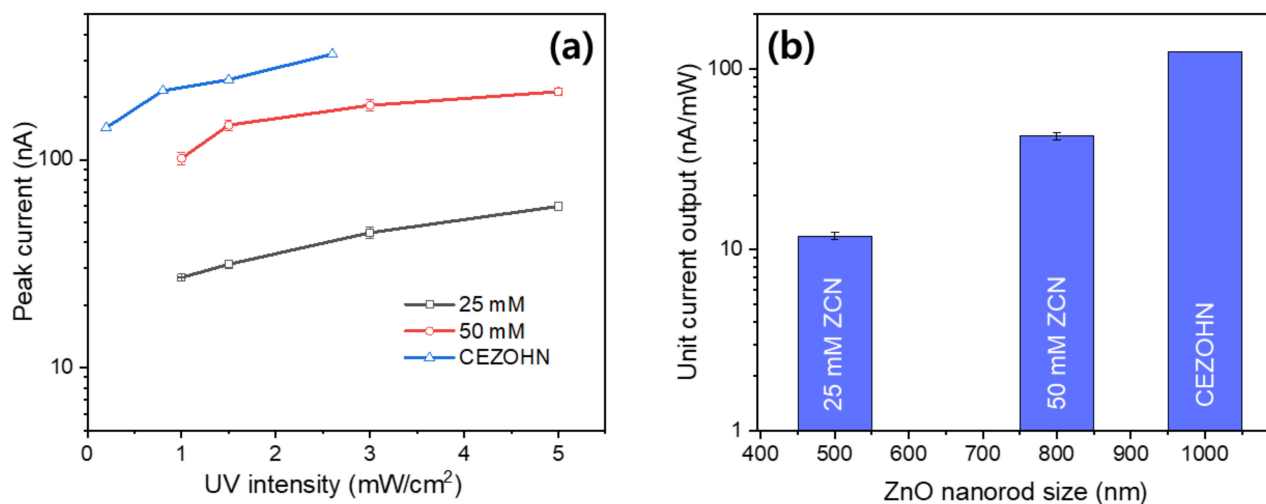 (a)
Peak current (nA)
100
10
25 mM
50 mM
CEZOHN
0 1 2 3 4 5
UV intensity (mW/cm²)
(b)
Unit current output (nA/mW)
100
10
1
25 mM ZCN
50 mM ZCN
CEZOHN
400 500 600 700 800 900 1000
ZnO nanorod size (nm)